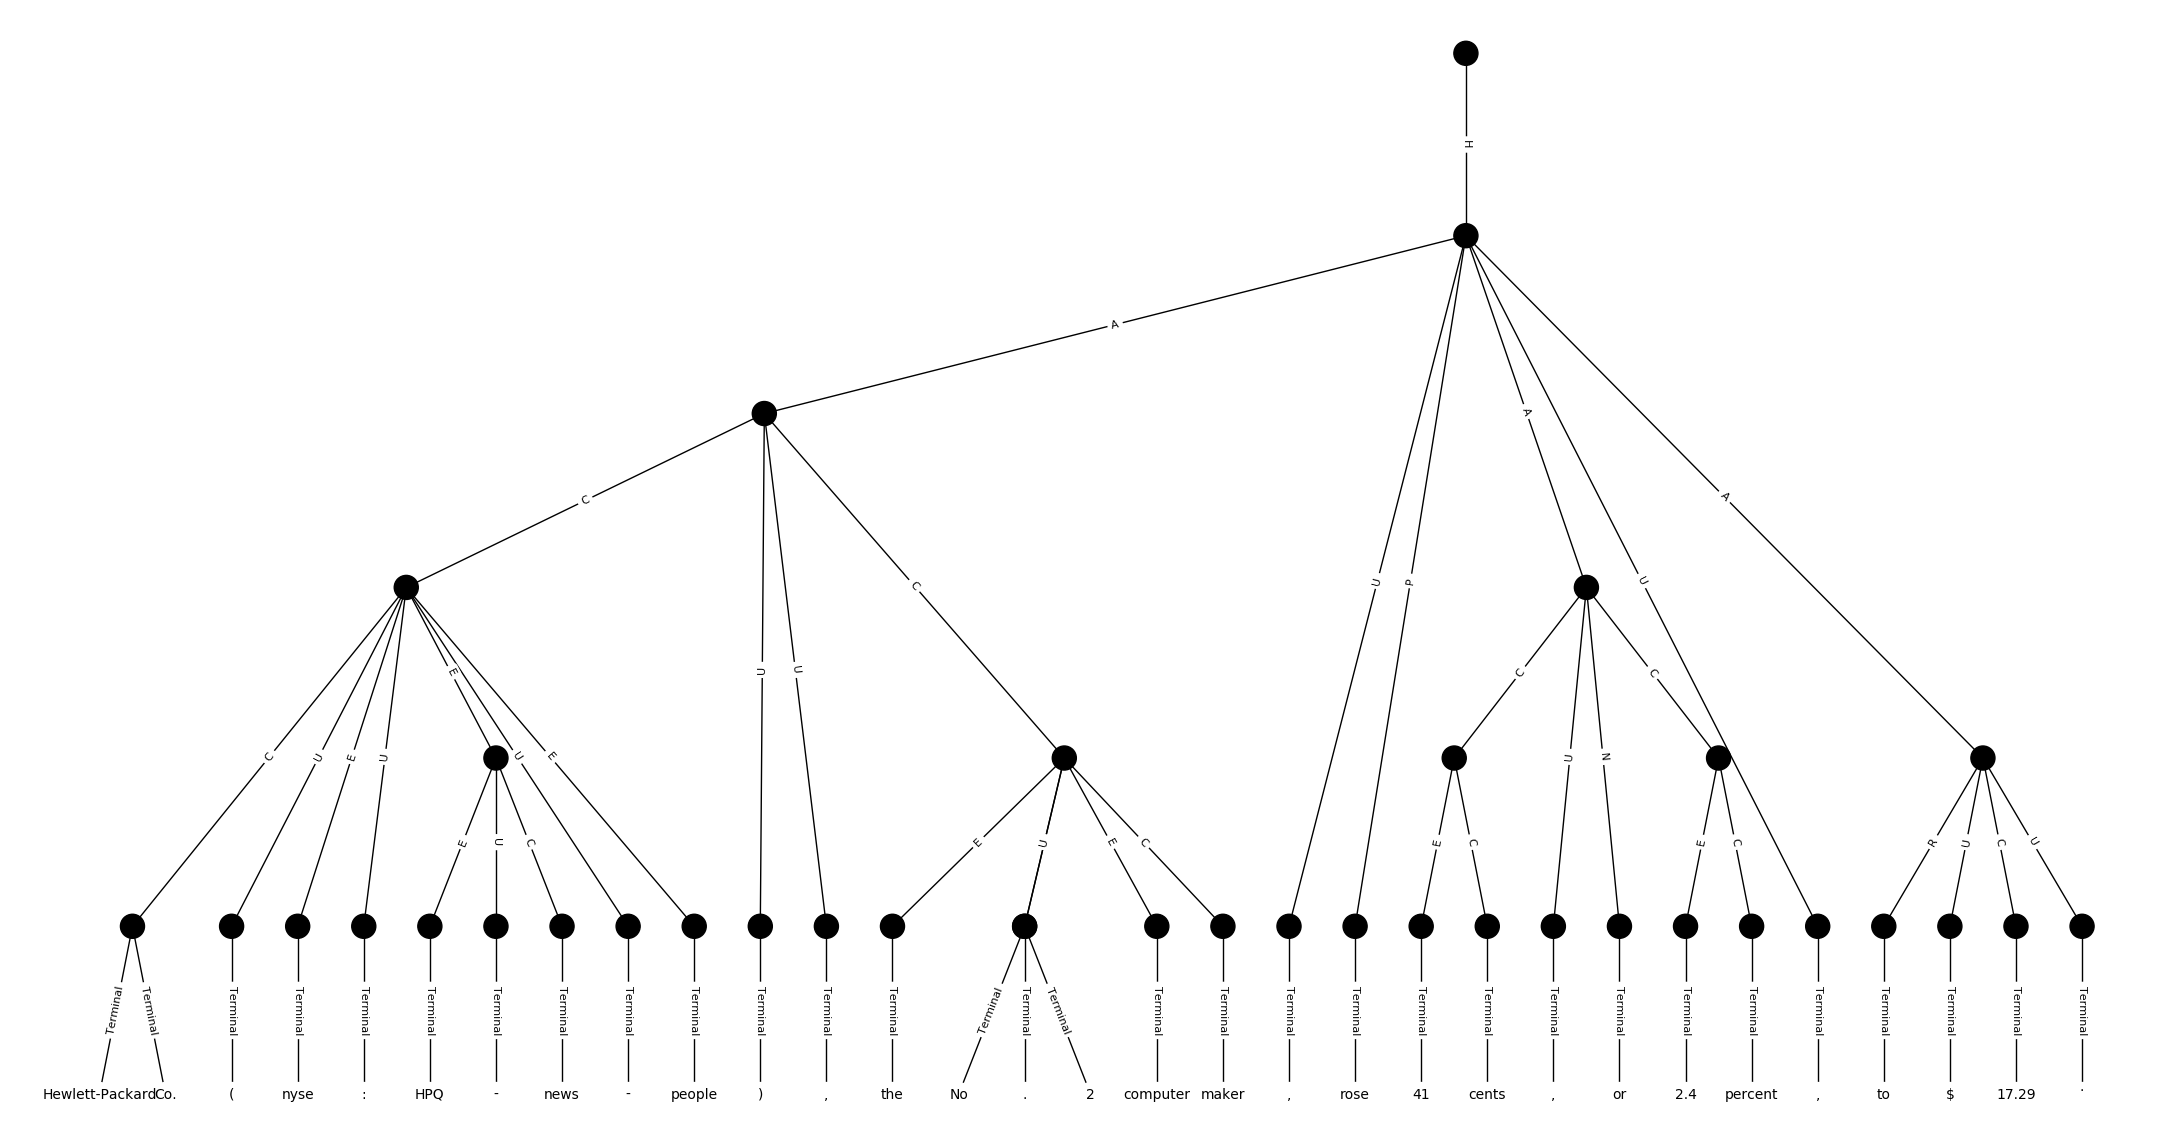 H
A
C
C
U
P
A
U
A
E
U
U
C
C
C
U
E
U
U
E
U
N
E
U
C
E
U
E
C
E
C
E
C
R
U
C
U
Terminal Terminal Terminal Terminal Terminal Terminal Terminal Terminal Terminal Terminal Terminal Terminal Terminal Terminal Terminal Terminal Terminal Terminal Terminal Terminal Terminal Terminal Terminal Terminal Terminal Terminal Terminal Terminal Terminal Terminal Terminal
Hewlett-Packard Co. ( nyse : HPQ - news - people ) , the No . 2 computer maker , rose 41 cents , or 2.4 percent , to $ 17.29 .